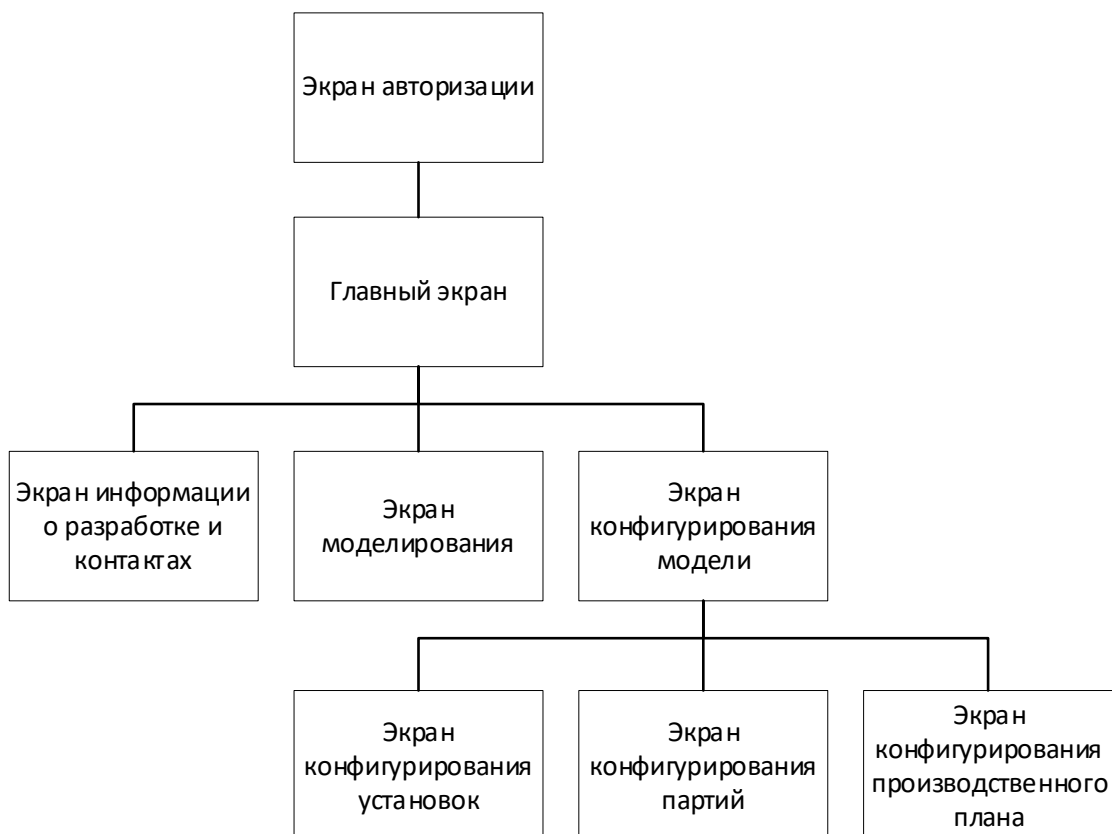 Экран авторизации
Главный экран
Экран информации
о разработке и
контактах
Экран
моделирования
Экран
конфигурирования
модели
Экран
конфигурирования
установок
Экран
конфигурирования
партий
Экран
конфигурирования
производственного
плана